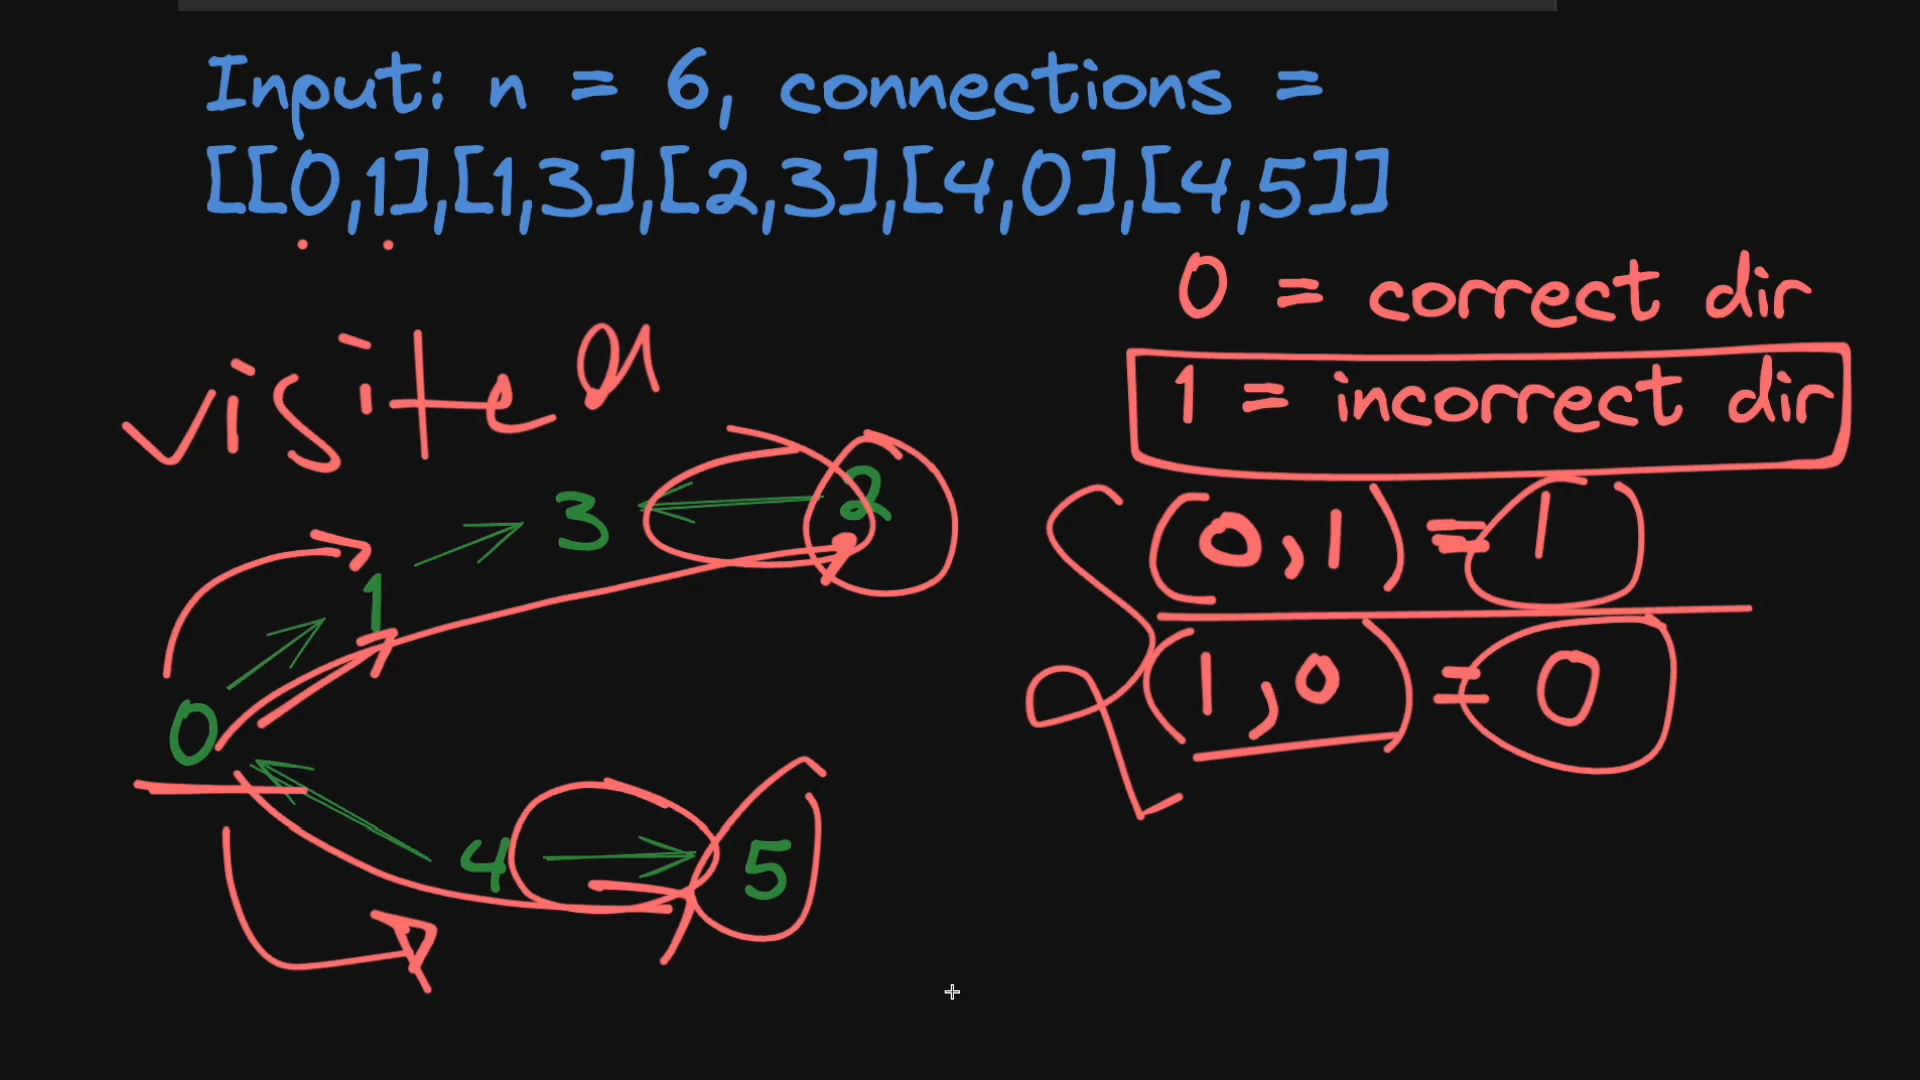 Input: n = 6, connections =
[[0,1],[1,3],[2,3],[4,0],[4,5]]
0 = correct dir
1 = incorrect dir
visited
3 2
(0,1) = 1
1
(1,0) = 0
0
4 5